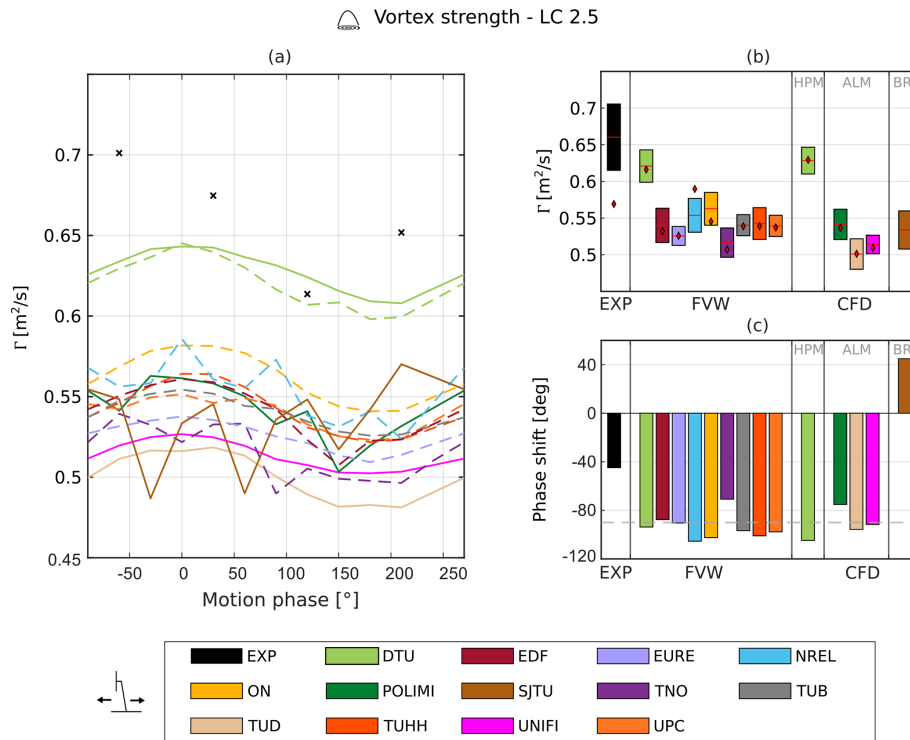 Vortex strength - LC 2.5
(a)
0.7
0.65
0.6
0.55
0.5
0.45
Γ [m²/s]
-50 0 50 100 150 200 250
Motion phase [°]
(b)
HPM ALM BR
0.7
0.65
0.6
0.55
0.5
Γ [m²/s]
EXP FVW CFD
(c)
HPM ALM BR
40
0
-40
-80
-120
Phase shift [deg]
EXP FVW CFD
EXP DTU EDF EURE NREL
ON POLIMI SJTU TNO TUB
TUD TUHH UNIFI UPC